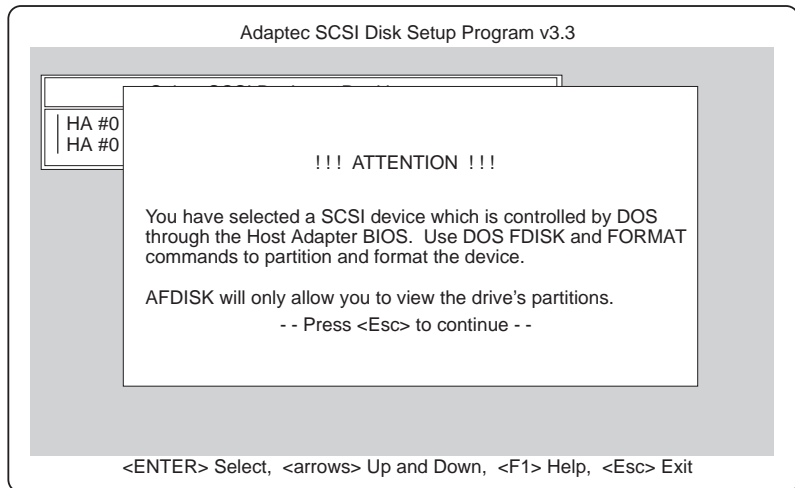 Adaptec SCSI Disk Setup Program v3.3
HA #0
HA #0
! ! !  ATTENTION  ! ! !
You have selected a SCSI device which is controlled by DOS
through the Host Adapter BIOS.  Use DOS FDISK and FORMAT
commands to partition and format the device.
AFDISK will only allow you to view the drive's partitions.
- - Press <Esc> to continue - -
<ENTER> Select,  <arrows> Up and Down,  <F1> Help,  <Esc> Exit